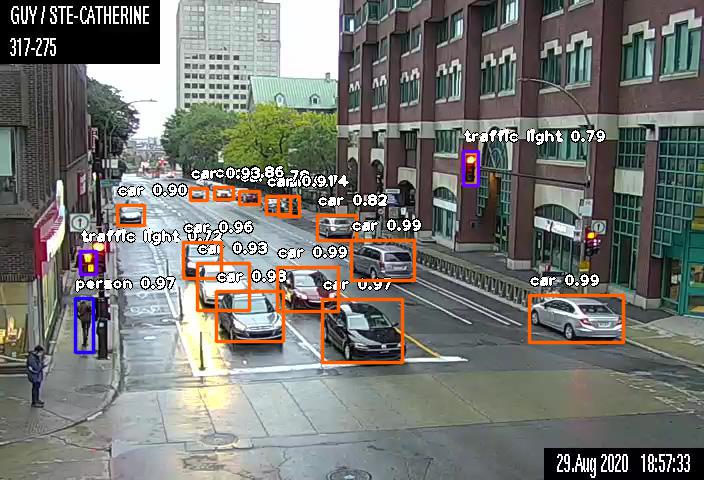 GUY / STE-CATHERINE
317-275
traffic light 0.79
car 0.90
car 0.82
car 0.96
car 0.99
car 0.93
car 0.99
car 0.99
person 0.97
car 0.97
29.Aug 2020 18:57:33